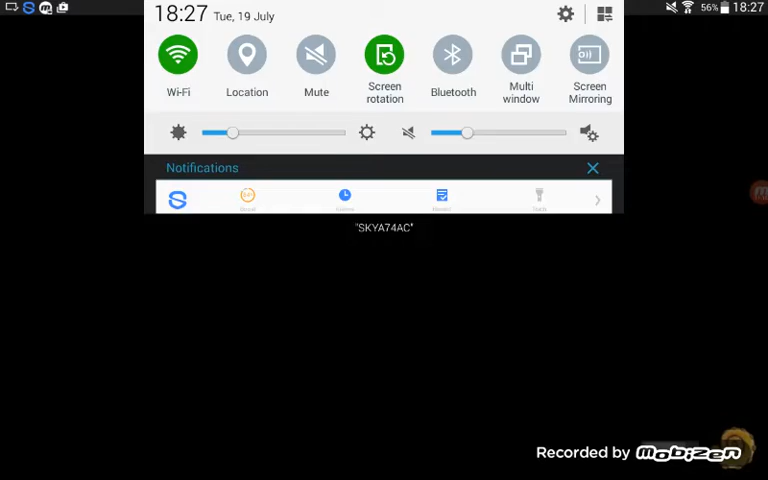 56% 18:27
18:27 Tue, 19 July
Wi-Fi
Location
Mute
Screen rotation
Bluetooth
Multi window
Screen Mirroring
Notifications
"SKYA74AC"
Recorded by mobizen